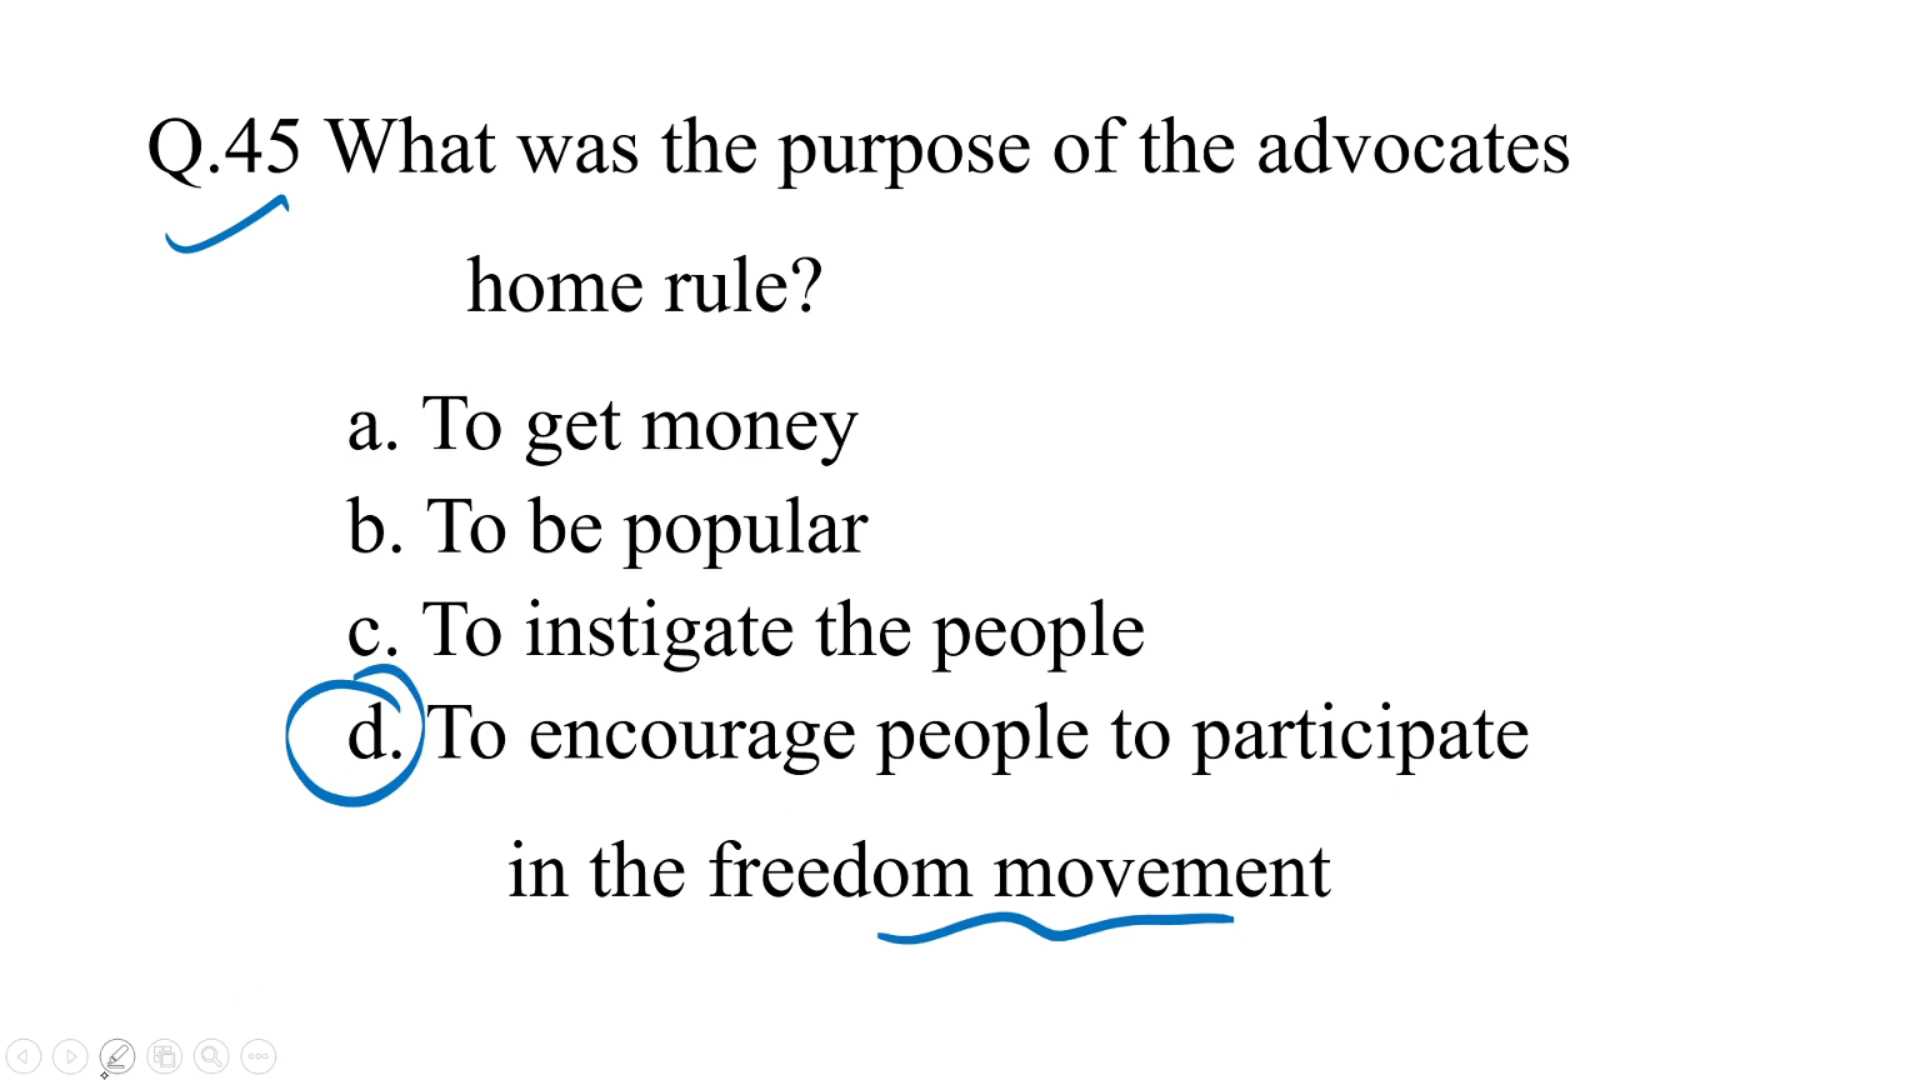 Q.45 What was the purpose of the advocates
home rule?
a. To get money
b. To be popular
c. To instigate the people
d. To encourage people to participate
in the freedom movement